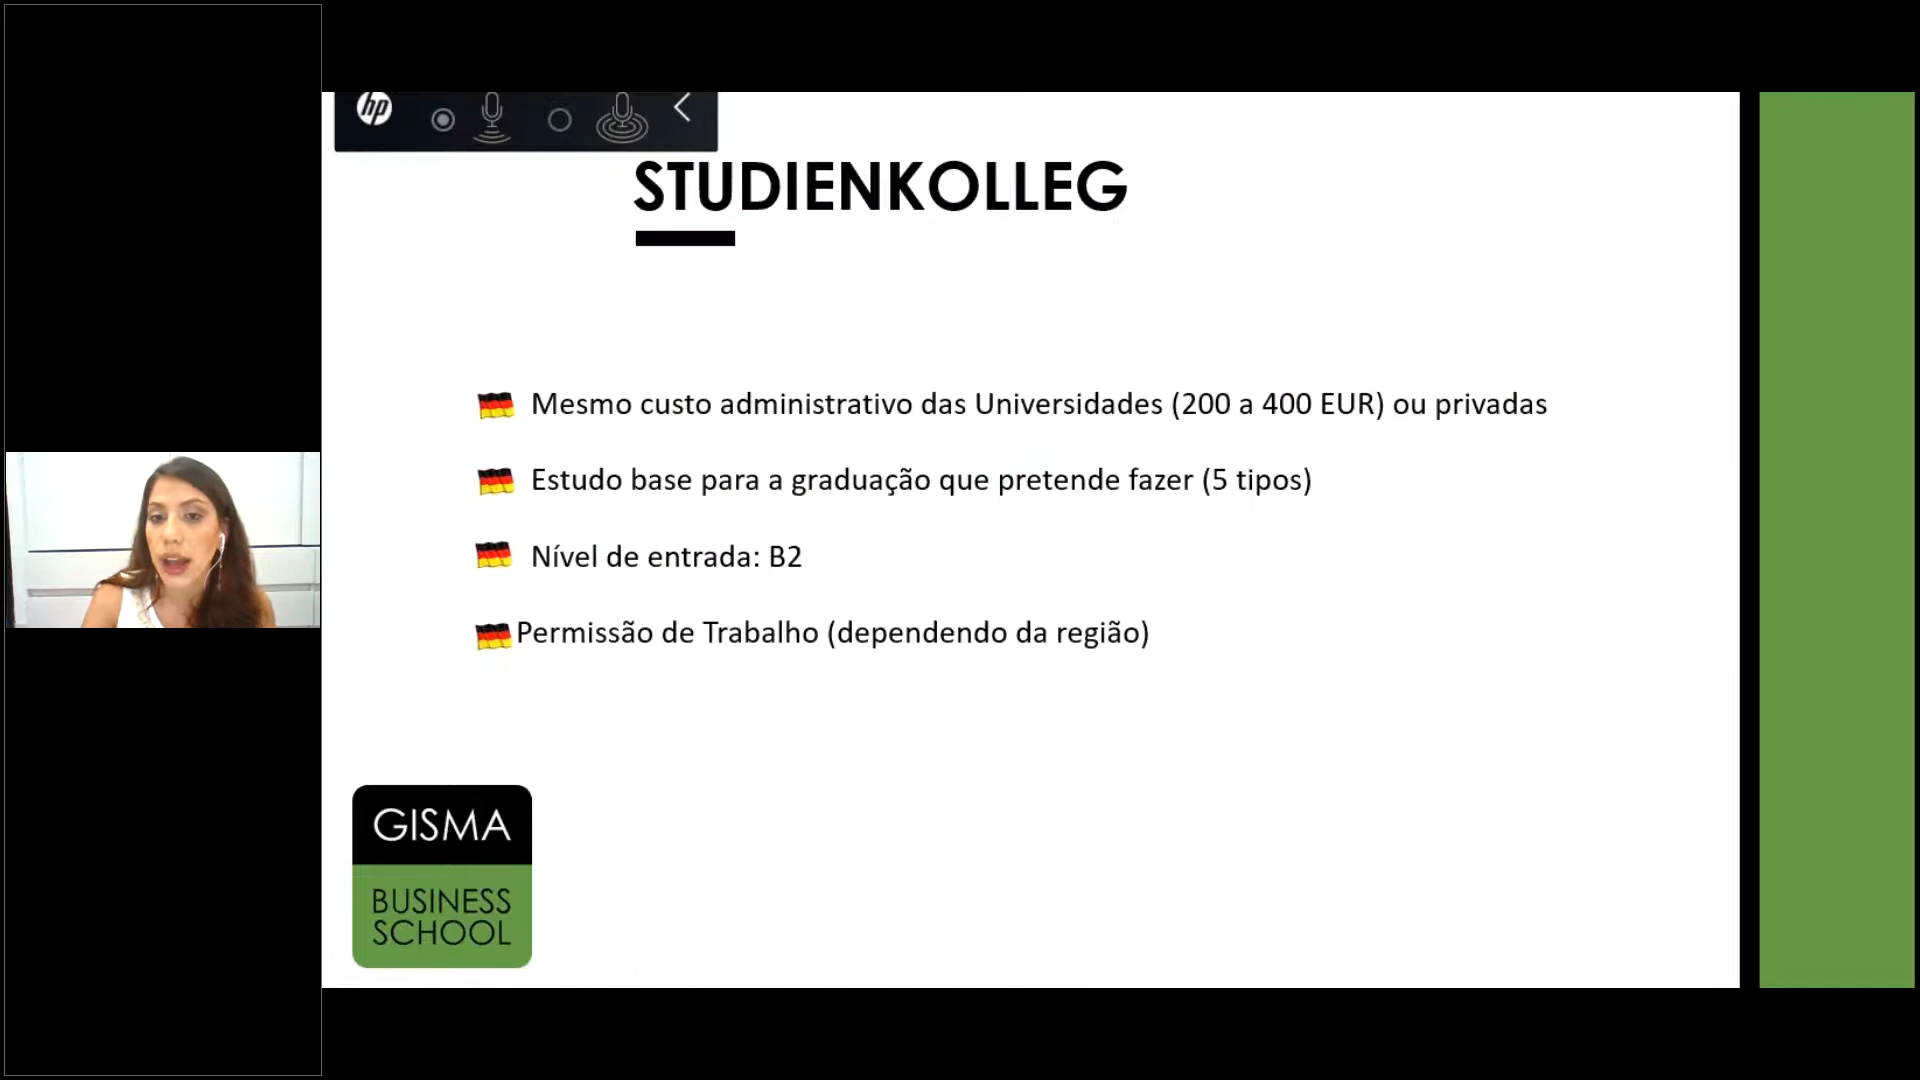 hp
STUDIENKOLLEG
Mesmo custo administrativo das Universidades (200 a 400 EUR) ou privadas
Estudo base para a graduação que pretende fazer (5 tipos)
Nível de entrada: B2
Permissão de Trabalho (dependendo da região)
GISMA
BUSINESS
SCHOOL